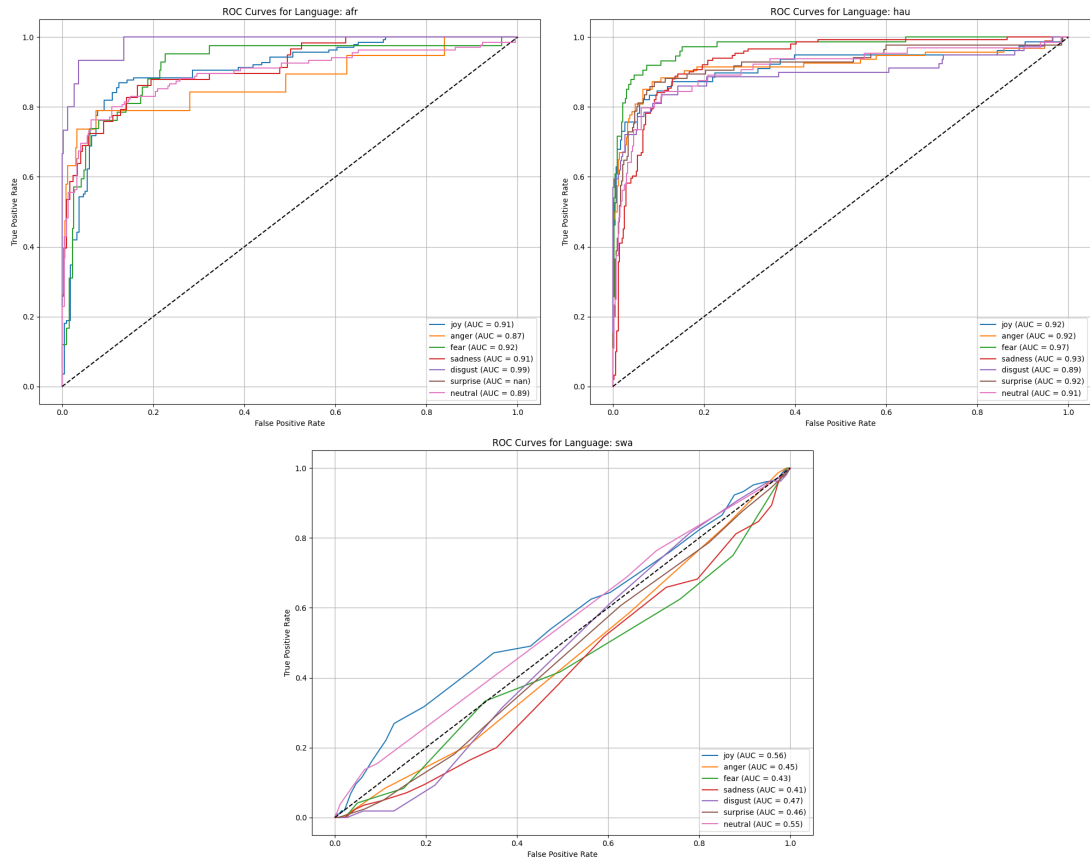 ROC Curves for Language: afr
True Positive Rate
1.0
0.8
0.6
0.4
0.2
0.0
joy (AUC = 0.91)
anger (AUC = 0.87)
fear (AUC = 0.92)
sadness (AUC = 0.91)
disgust (AUC = 0.99)
surprise (AUC = nan)
neutral (AUC = 0.89)
0.0 0.2 0.4 0.6 0.8 1.0
False Positive Rate
ROC Curves for Language: hau
True Positive Rate
1.0
0.8
0.6
0.4
0.2
0.0
joy (AUC = 0.92)
anger (AUC = 0.92)
fear (AUC = 0.97)
sadness (AUC = 0.93)
disgust (AUC = 0.89)
surprise (AUC = 0.92)
neutral (AUC = 0.91)
0.0 0.2 0.4 0.6 0.8 1.0
False Positive Rate
ROC Curves for Language: swa
True Positive Rate
1.0
0.8
0.6
0.4
0.2
0.0
joy (AUC = 0.56)
anger (AUC = 0.45)
fear (AUC = 0.43)
sadness (AUC = 0.41)
disgust (AUC = 0.47)
surprise (AUC = 0.46)
neutral (AUC = 0.55)
0.0 0.2 0.4 0.6 0.8 1.0
False Positive Rate